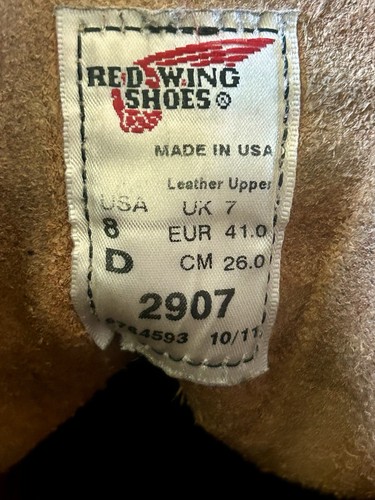 RED WING
SHOES®
MADE IN USA
Leather Upper
USA UK 7
8 EUR 41.0
D CM 26.0
2907
6784593 10/11